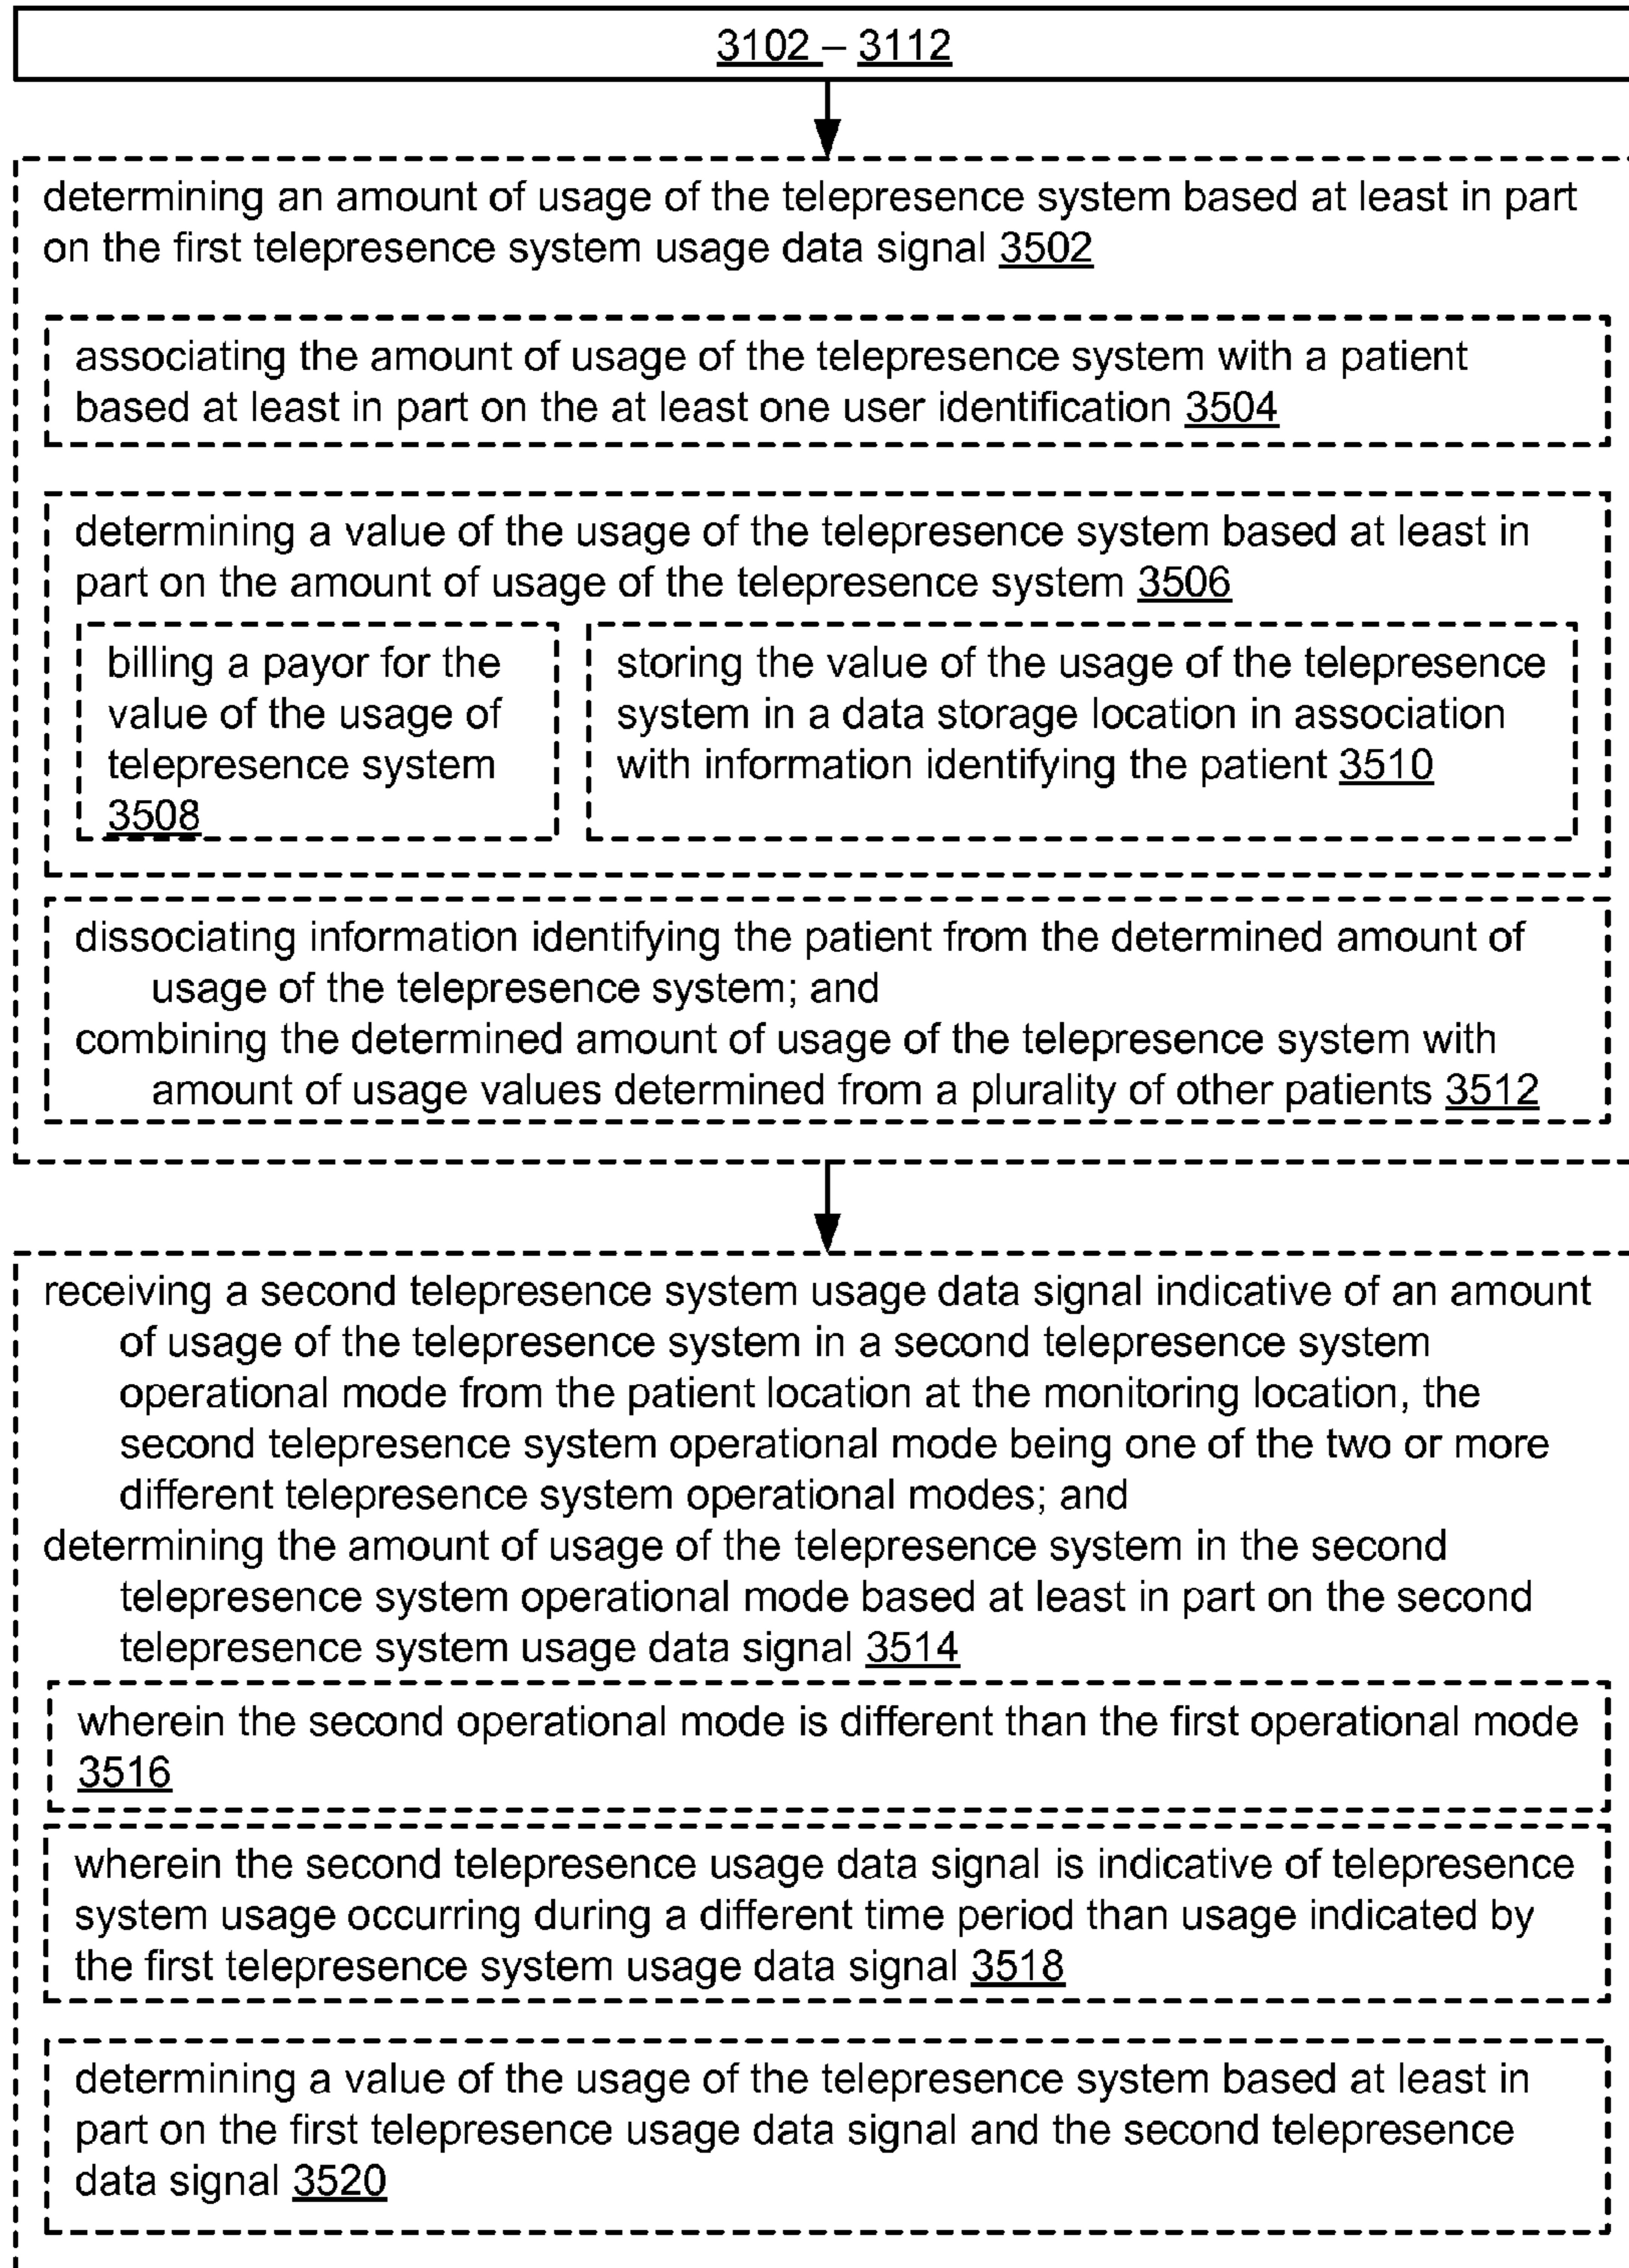 3102 – 3112
determining an amount of usage of the telepresence system based at least in part
on the first telepresence system usage data signal 3502
associating the amount of usage of the telepresence system with a patient
based at least in part on the at least one user identification 3504
determining a value of the usage of the telepresence system based at least in
part on the amount of usage of the telepresence system 3506
billing a payor for the
value of the usage of
telepresence system
3508
storing the value of the usage of the telepresence
system in a data storage location in association
with information identifying the patient 3510
dissociating information identifying the patient from the determined amount of
usage of the telepresence system; and
combining the determined amount of usage of the telepresence system with
amount of usage values determined from a plurality of other patients 3512
receiving a second telepresence system usage data signal indicative of an amount
of usage of the telepresence system in a second telepresence system
operational mode from the patient location at the monitoring location, the
second telepresence system operational mode being one of the two or more
different telepresence system operational modes; and
determining the amount of usage of the telepresence system in the second
telepresence system operational mode based at least in part on the second
telepresence system usage data signal 3514
wherein the second operational mode is different than the first operational mode
3516
wherein the second telepresence usage data signal is indicative of telepresence
system usage occurring during a different time period than usage indicated by
the first telepresence system usage data signal 3518
determining a value of the usage of the telepresence system based at least in
part on the first telepresence usage data signal and the second telepresence
data signal 3520